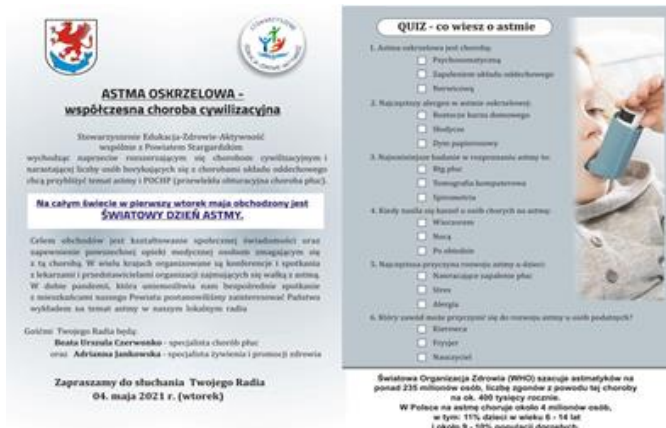 ASTMA OSKRZELOWA -
współczesna choroba cywilizacyjna
Stowarzyszenie Edukacja-Zdrowie-Aktywność
wspólnie z Powiatem Stargardzkim
wychodząc naprzeciw rozszerzającym się chorobom cywilizacyjnym i
narastającej liczby osób borykających się z chorobami układu oddechowego
chcą przybliżyć temat astmy i POChP (przewlekła obturacyjna choroba płuc).
Na całym świecie w pierwszy wtorek maja obchodzony jest
ŚWIATOWY DZIEŃ ASTMY.
Celem obchodów jest kształtowanie społecznej świadomości oraz
zapewnienie powszechnej opieki medycznej osobom zmagającym się
z tą chorobą. W wielu krajach organizowane są konferencje i spotkania
z lekarzami i przedstawicielami organizacji zajmujących się walką z astmą.
W dobie pandemii, która uniemożliwia nam bezpośrednie spotkanie
z mieszkańcami naszego Powiatu postanowiliśmy zainteresować Państwa
wykładem na temat astmy w naszym lokalnym radiu
Gośćmi Twojego Radia będą:
Beata Urszula Czerwonko - specjalista chorób płuc
oraz Adrianna Jankowska - specjalista żywienia i promocji zdrowia
Zapraszamy do słuchania Twojego Radia
04. maja 2021 r. (wtorek)
QUIZ - co wiesz o astmie
1. Astma oskrzelowa jest chorobą:
Psychosomatyczną
Zapaleniem układu oddechowego
Nerwicową
2. Najczęstszy alergen w astmie oskrzelowej:
Roztocze kurzu domowego
Słodycze
Dym papierosowy
3. Najważniejsze badanie w rozpoznaniu astmy to:
Rtg płuc
Tomografia komputerowa
Spirometria
4. Kiedy nasila się kaszel u osób chorych na astmę:
Wieczorem
Nocą
Po obiedzie
5. Najczęstsza przyczyna rozwoju astmy u dzieci:
Nawracające zapalenie płuc
Stres
Alergia
6. Który zawód może przyczynić się do rozwoju astmy u osób podatnych?
Kierowca
Fryzjer
Nauczyciel
Światowa Organizacja Zdrowia (WHO) szacuje astmatyków na
ponad 235 milionów osób, liczbę zgonów z powodu tej choroby
na ok. 400 tysięcy rocznie.
W Polsce na astmę choruje około 4 milionów osób,
w tym: 11% dzieci w wieku 6 - 14 lat
i około 9 - 10% populacji dorosłych